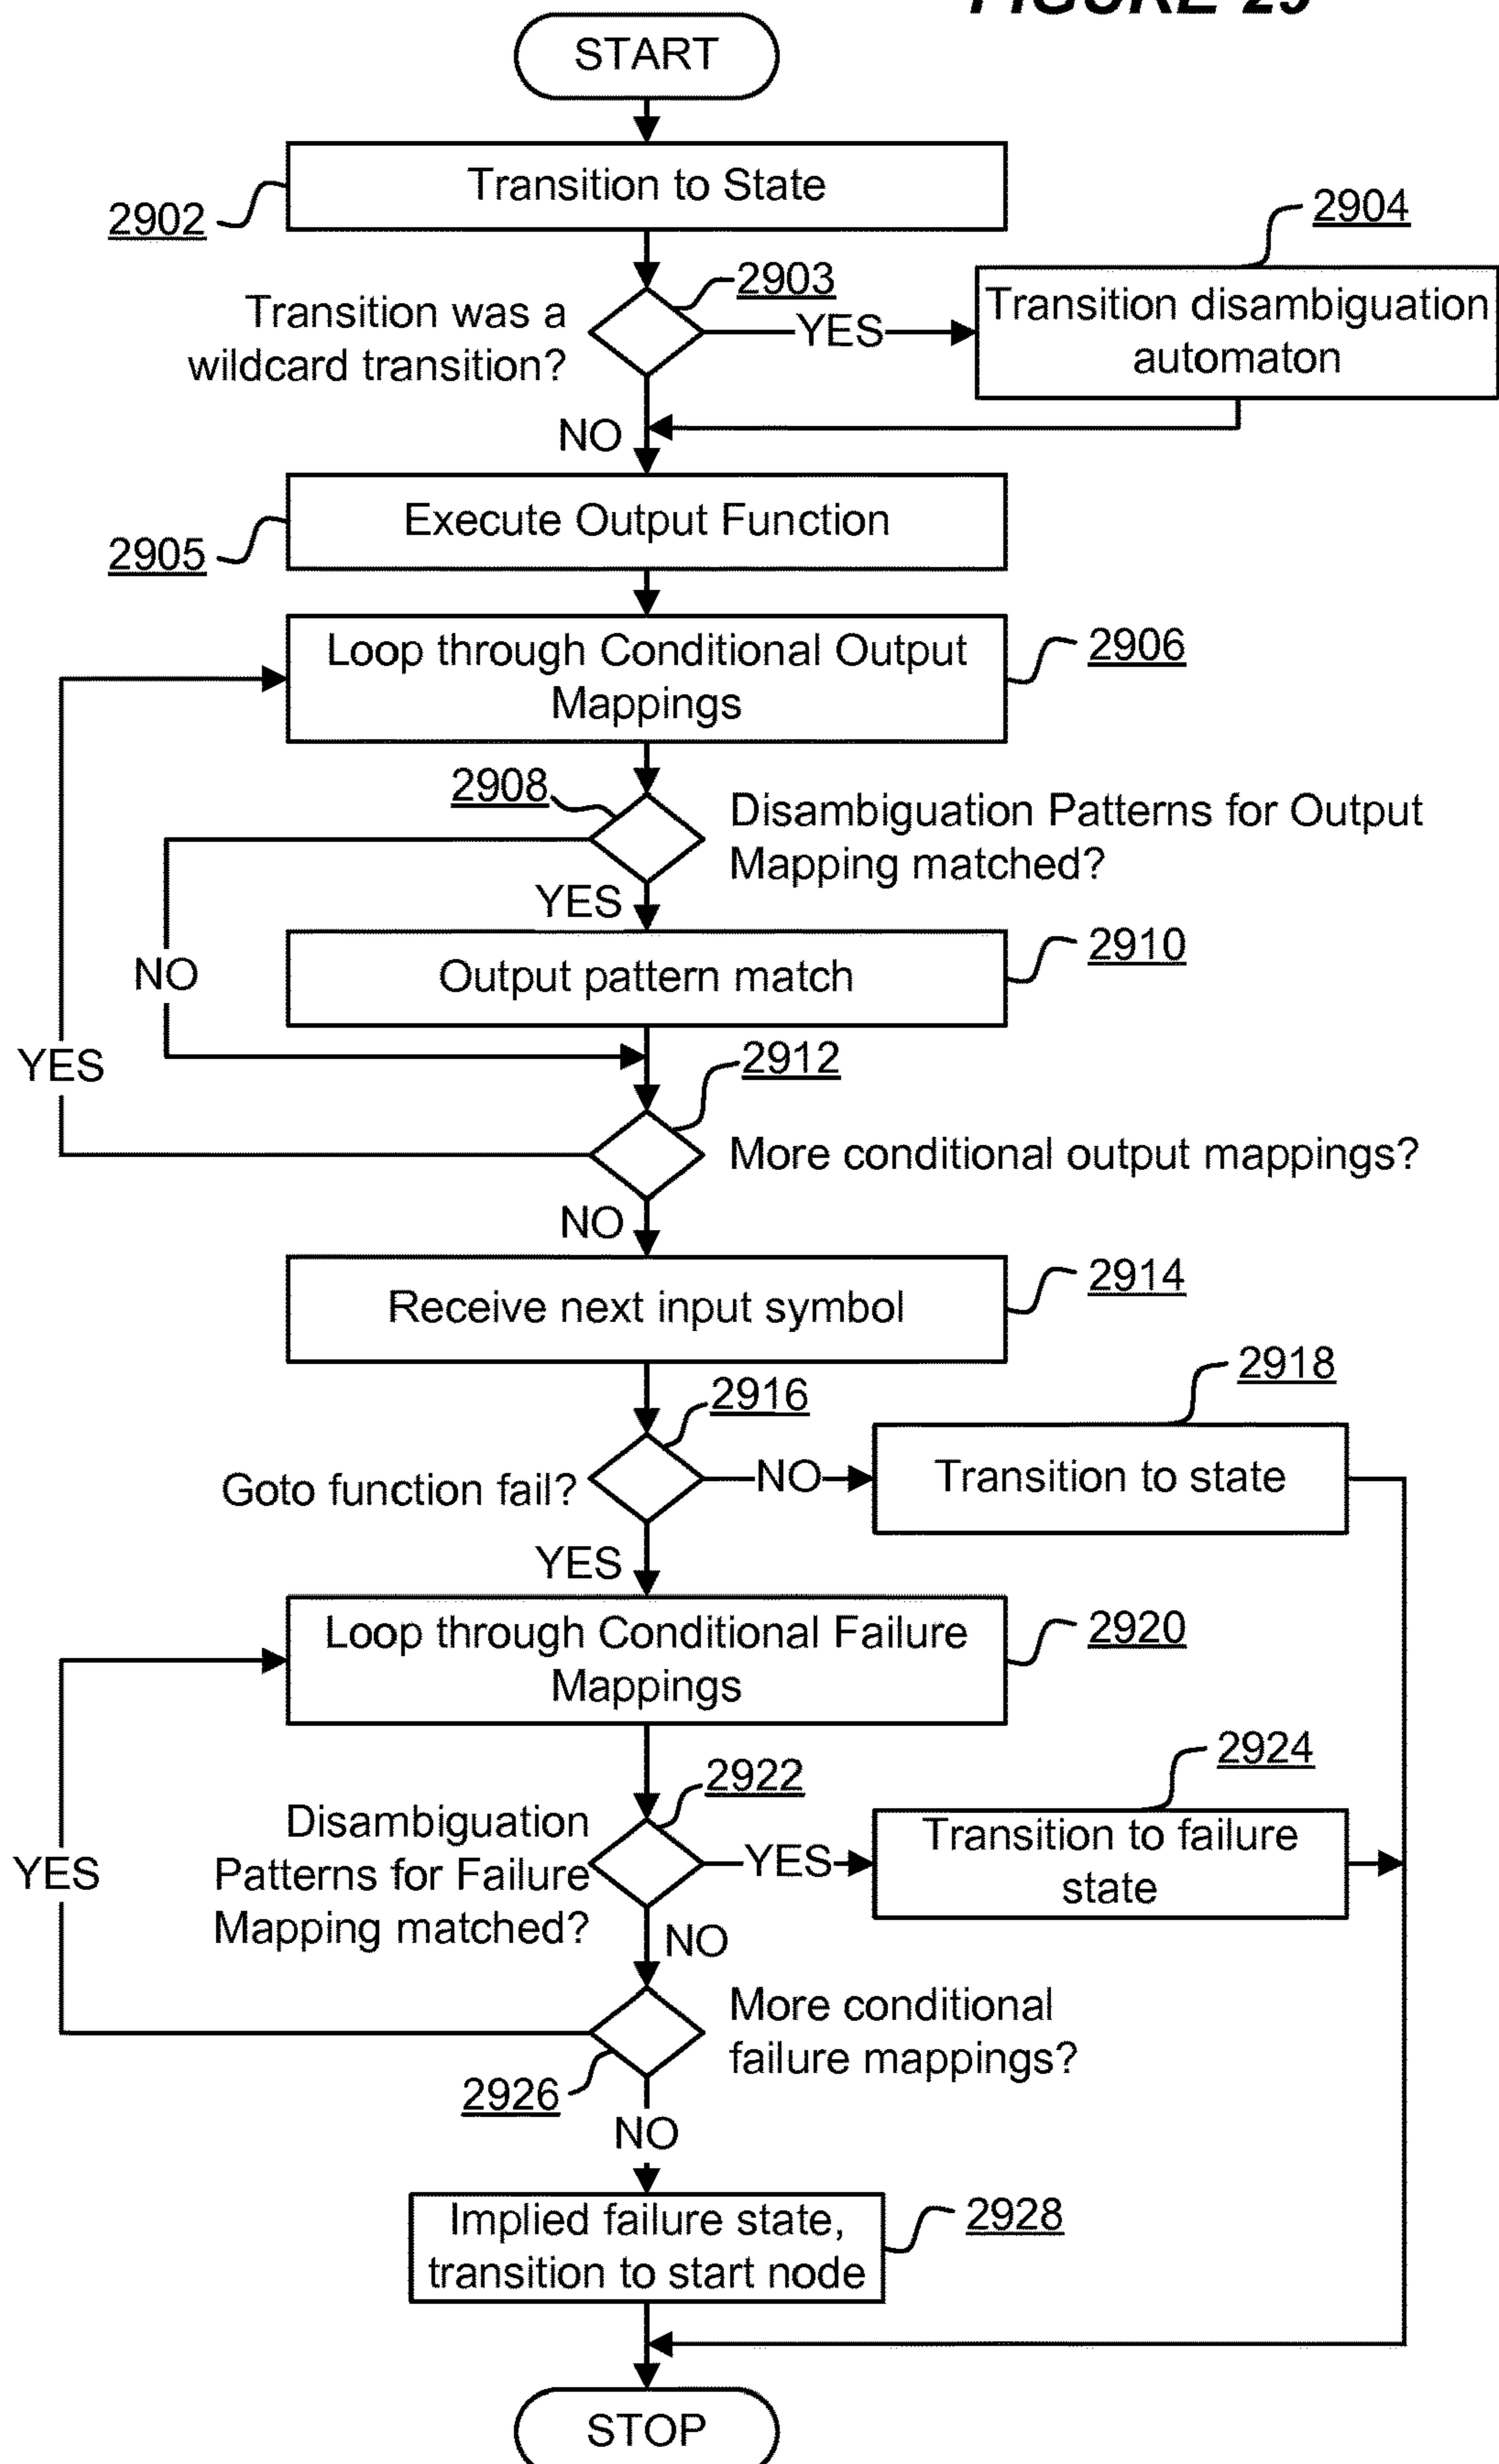 FIGURE 29
START
Transition to State
2902
2904
2903
Transition was a
wildcard transition?
YES
Transition disambiguation
automaton
NO
Execute Output Function
2905
Loop through Conditional Output
Mappings
2906
2908
Disambiguation Patterns for Output
Mapping matched?
YES
Output pattern match
2910
NO
2912
YES
More conditional output mappings?
NO
Receive next input symbol
2914
2918
2916
Goto function fail?
NO
Transition to state
YES
Loop through Conditional Failure
Mappings
2920
2924
2922
Disambiguation
Patterns for Failure
Mapping matched?
YES
Transition to failure
state
YES
NO
More conditional
failure mappings?
2926
NO
Implied failure state,
transition to start node
2928
STOP